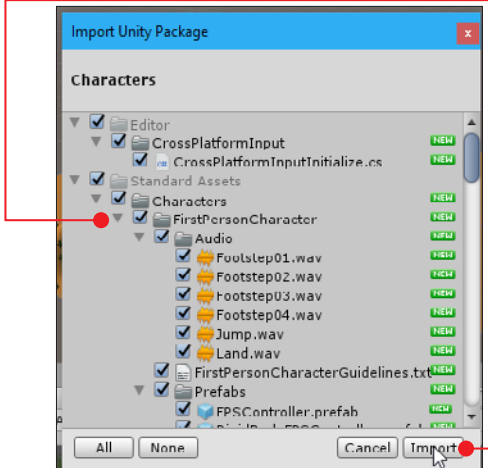 Import Unity Package
x
Characters
Editor
CrossPlatformInput NEW
c# CrossPlatformInputInitialize.cs NEW
Standard Assets
Characters NEW
FirstPersonCharacter NEW
Audio NEW
Footstep01.wav NEW
Footstep02.wav NEW
Footstep03.wav NEW
Footstep04.wav NEW
Jump.wav NEW
Land.wav NEW
FirstPersonCharacterGuidelines.txt NEW
Prefabs NEW
FPSController.prefab NEW
All None Cancel Import